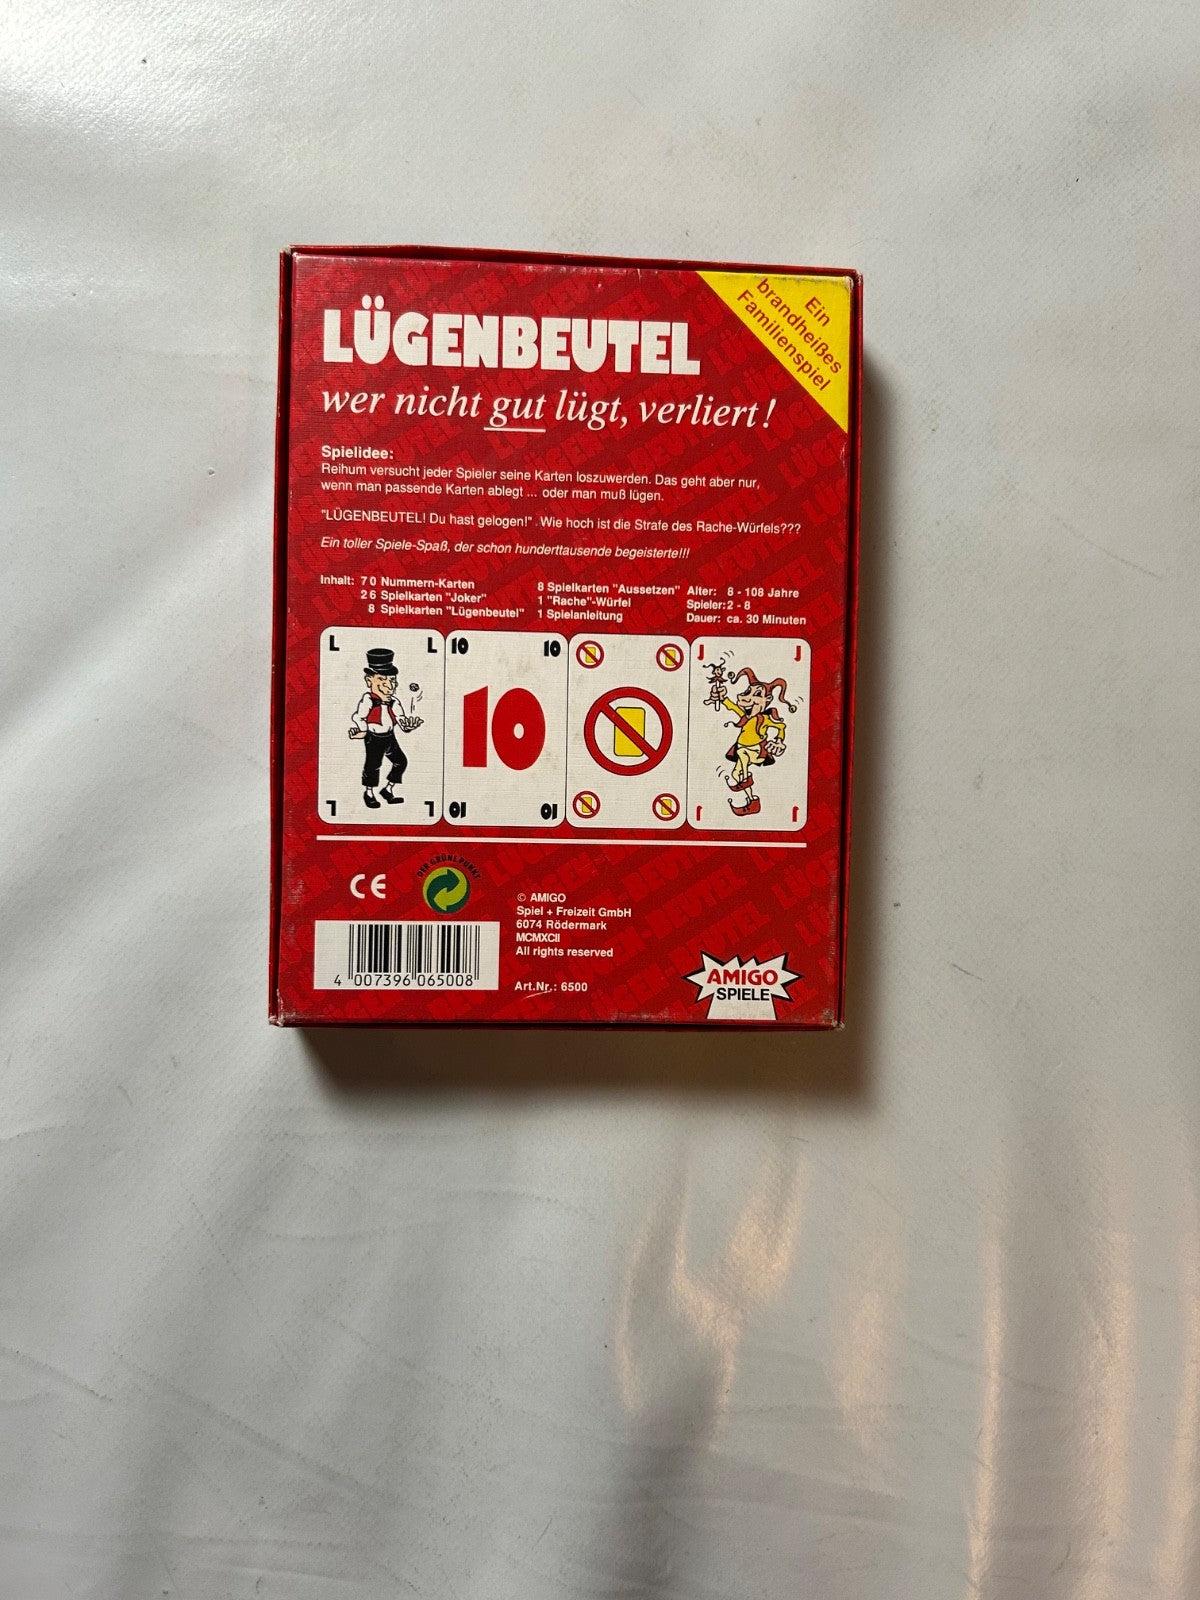 LÜGENBEUTEL
Ein
brandheißes
Familienspiel
wer nicht gut lügt, verliert!
Spielidee:
Reihum versucht jeder Spieler seine Karten loszuwerden. Das geht aber nur,
wenn man passende Karten ablegt ... oder man muß lügen.
"LÜGENBEUTEL! Du hast gelogen!" . Wie hoch ist die Strafe des Rache-Würfels???
Ein toller Spiele-Spaß, der schon hunderttausende begeisterte!!!
Inhalt: 70 Nummern-Karten
26 Spielkarten "Joker"
8 Spielkarten "Lügenbeutel"
8 Spielkarten "Aussetzen"
1 "Rache"-Würfel
1 Spielanleitung
Alter: 8 - 108 Jahre
Spieler: 2 - 8
Dauer: ca. 30 Minuten
L L 10 10 J J
10
L L 10 10 J J
CE
DER GRÜNE PUNKT
© AMIGO
Spiel + Freizeit GmbH
6074 Rödermark
MCMXCII
All rights reserved
Art.Nr.: 6500
4 007396 065008
AMIGO
SPIELE